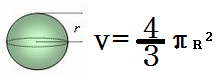 r
V = 4/3 π R²